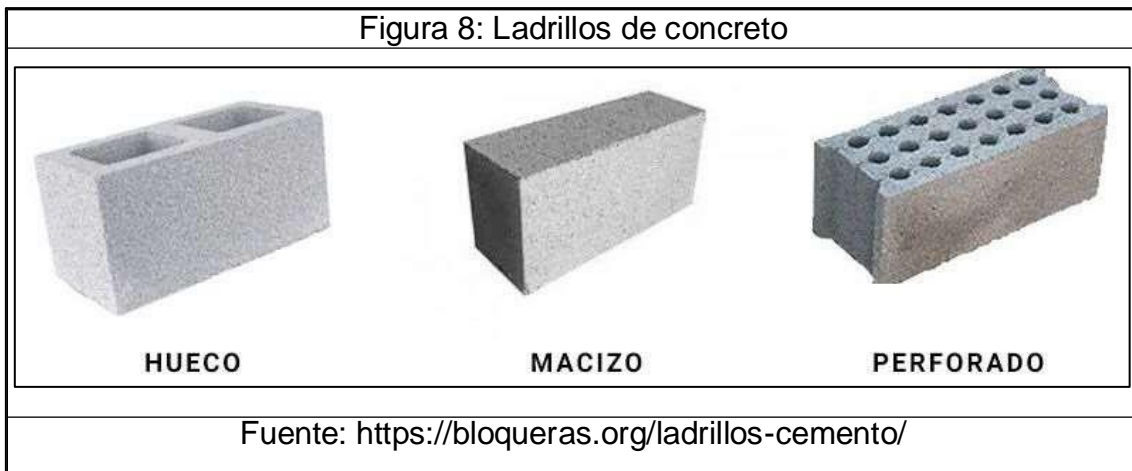 Figura 8: Ladrillos de concreto
HUECO MACIZO PERFORADO
Fuente: https://bloqueras.org/ladrillos-cemento/